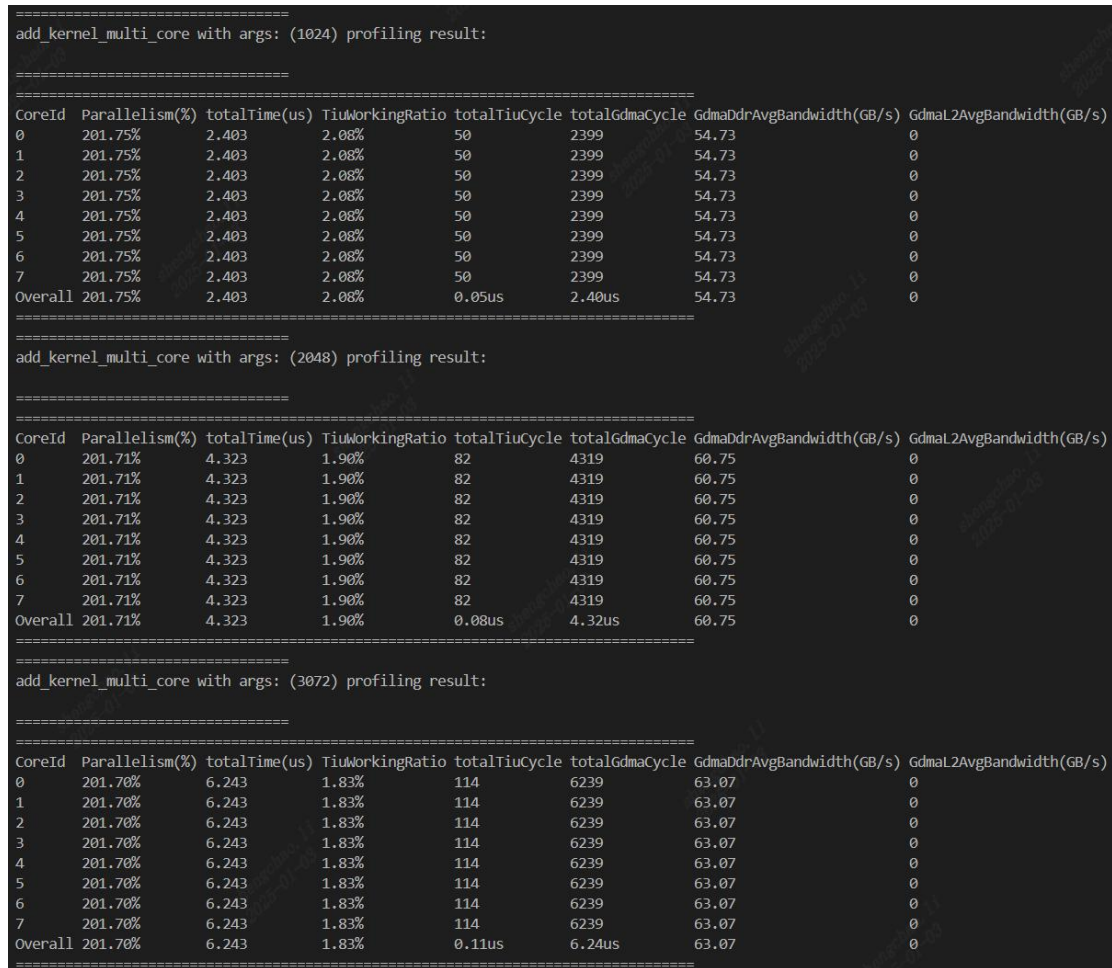 =================================
add_kernel_multi_core with args: (1024) profiling result:
=================================
==================================================================================
CoreId Parallelism(%) totalTime(us) TiuWorkingRatio totalTiuCycle totalGdmaCycle GdmaDdrAvgBandwidth(GB/s) GdmaL2AvgBandwidth(GB/s)
0 201.75% 2.403 2.08% 50 2399 54.73 0
1 201.75% 2.403 2.08% 50 2399 54.73 0
2 201.75% 2.403 2.08% 50 2399 54.73 0
3 201.75% 2.403 2.08% 50 2399 54.73 0
4 201.75% 2.403 2.08% 50 2399 54.73 0
5 201.75% 2.403 2.08% 50 2399 54.73 0
6 201.75% 2.403 2.08% 50 2399 54.73 0
7 201.75% 2.403 2.08% 50 2399 54.73 0
Overall 201.75% 2.403 2.08% 0.05us 2.40us 54.73 0
==================================================================================
=================================
add_kernel_multi_core with args: (2048) profiling result:
=================================
==================================================================================
CoreId Parallelism(%) totalTime(us) TiuWorkingRatio totalTiuCycle totalGdmaCycle GdmaDdrAvgBandwidth(GB/s) GdmaL2AvgBandwidth(GB/s)
0 201.71% 4.323 1.90% 82 4319 60.75 0
1 201.71% 4.323 1.90% 82 4319 60.75 0
2 201.71% 4.323 1.90% 82 4319 60.75 0
3 201.71% 4.323 1.90% 82 4319 60.75 0
4 201.71% 4.323 1.90% 82 4319 60.75 0
5 201.71% 4.323 1.90% 82 4319 60.75 0
6 201.71% 4.323 1.90% 82 4319 60.75 0
7 201.71% 4.323 1.90% 82 4319 60.75 0
Overall 201.71% 4.323 1.90% 0.08us 4.32us 60.75 0
==================================================================================
=================================
add_kernel_multi_core with args: (3072) profiling result:
=================================
==================================================================================
CoreId Parallelism(%) totalTime(us) TiuWorkingRatio totalTiuCycle totalGdmaCycle GdmaDdrAvgBandwidth(GB/s) GdmaL2AvgBandwidth(GB/s)
0 201.70% 6.243 1.83% 114 6239 63.07 0
1 201.70% 6.243 1.83% 114 6239 63.07 0
2 201.70% 6.243 1.83% 114 6239 63.07 0
3 201.70% 6.243 1.83% 114 6239 63.07 0
4 201.70% 6.243 1.83% 114 6239 63.07 0
5 201.70% 6.243 1.83% 114 6239 63.07 0
6 201.70% 6.243 1.83% 114 6239 63.07 0
7 201.70% 6.243 1.83% 114 6239 63.07 0
Overall 201.70% 6.243 1.83% 0.11us 6.24us 63.07 0
==================================================================================